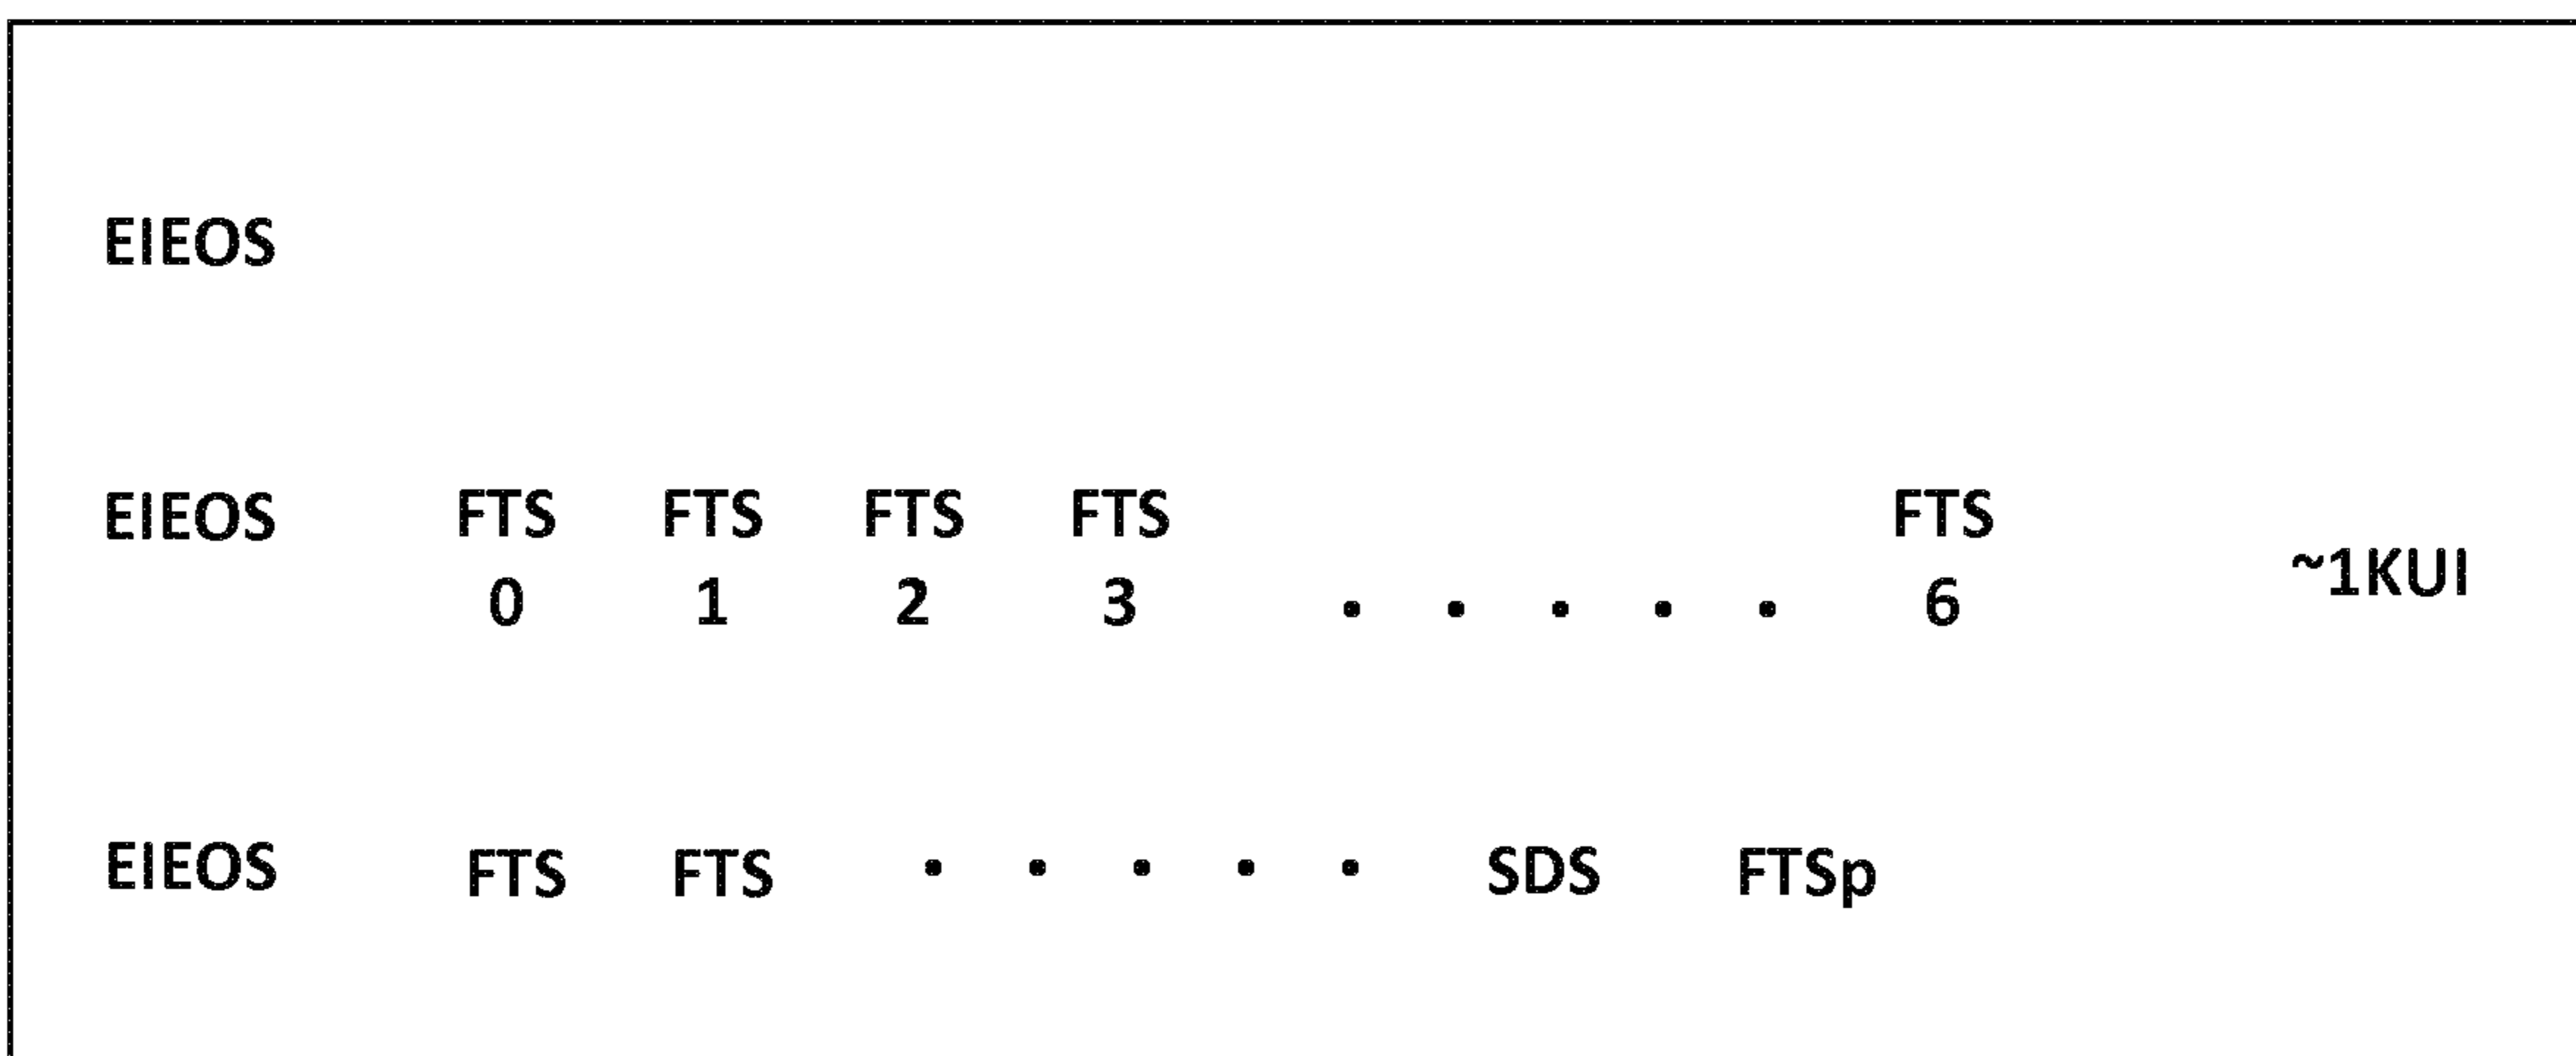 EIEOS
EIEOS FTS FTS FTS FTS FTS
0 1 2 3 . . . . . 6 ~1KUI
EIEOS FTS FTS . . . . . SDS FTSp